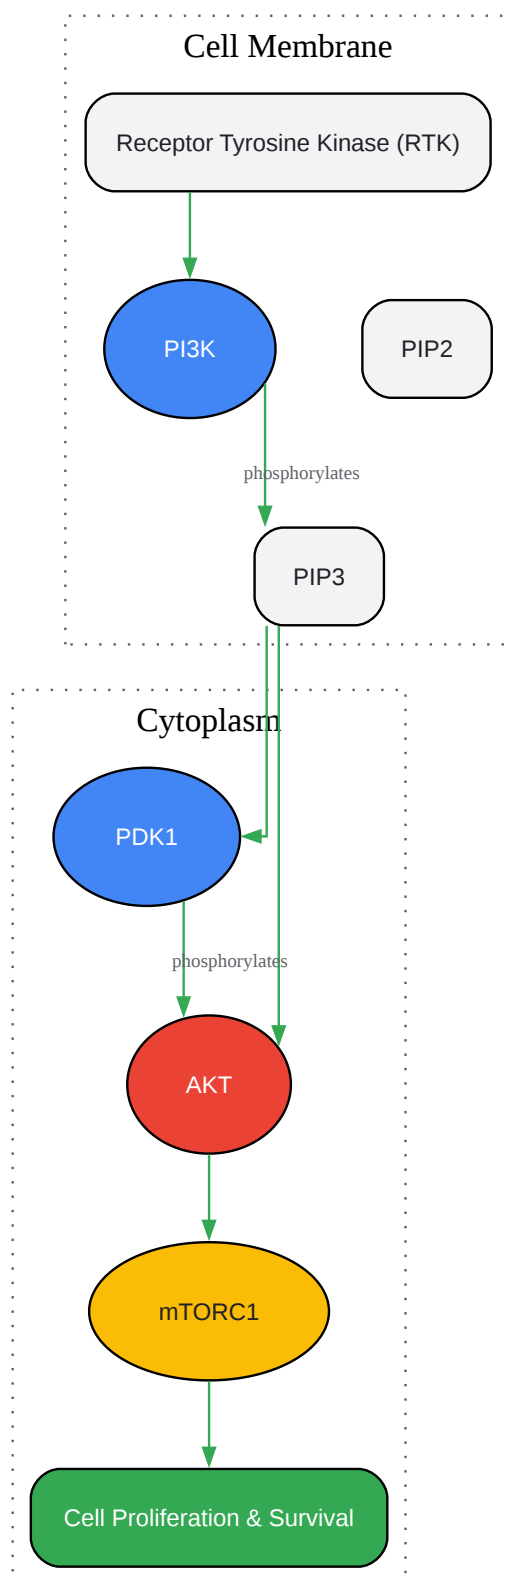 Cell Membrane
Receptor Tyrosine Kinase (RTK)
PI3K
PIP2
phosphorylates
PIP3
Cytoplasm
PDK1
phosphorylates
AKT
mTORC1
Cell Proliferation & Survival